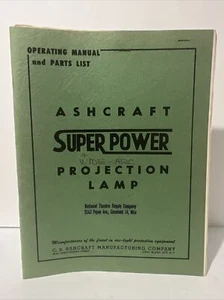 OPERATING MANUAL
and PARTS LIST
ASHCRAFT
SUPER POWER
PROJECTION
LAMP
National Theatre Supply Company
Manufacturers of the finest in arc-light projection equipment
C. S. ASHCRAFT MANUFACTURING COMPANY